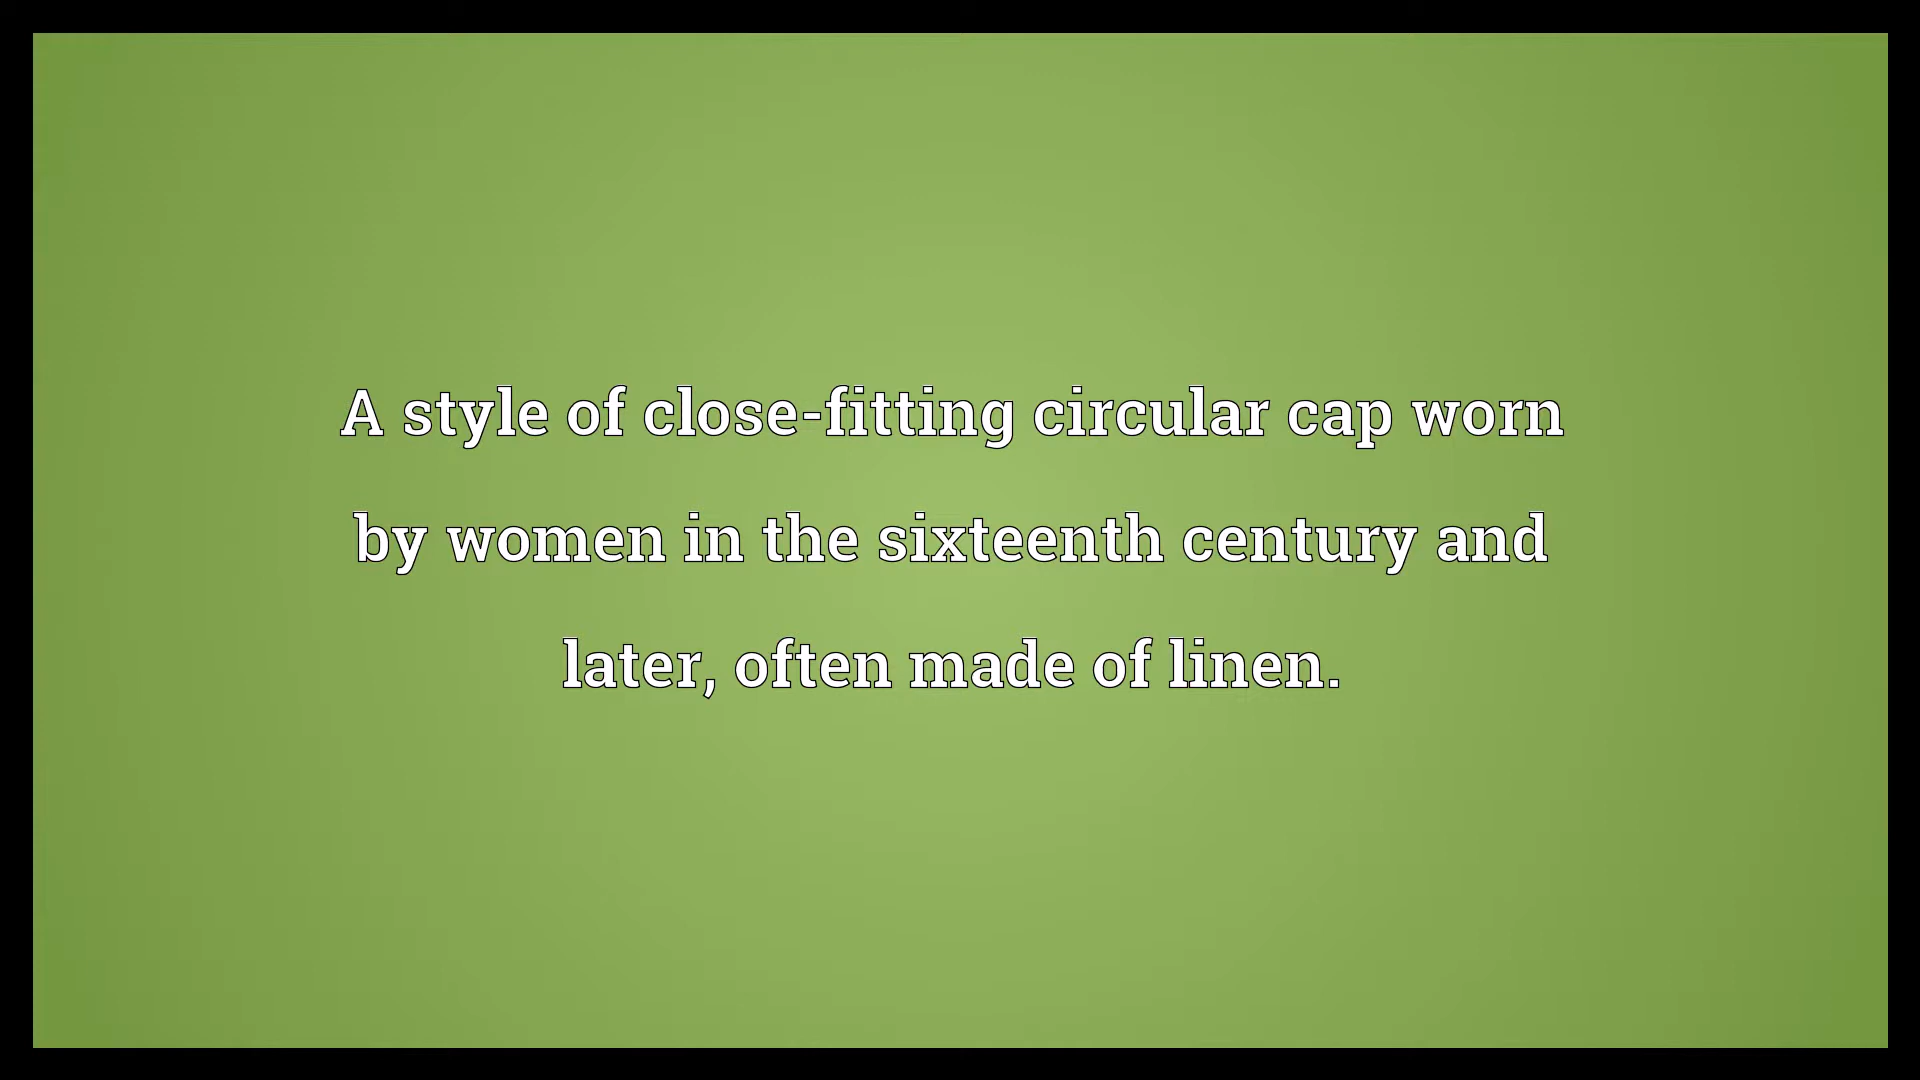 A style of close-fitting circular cap worn
by women in the sixteenth century and
later, often made of linen.